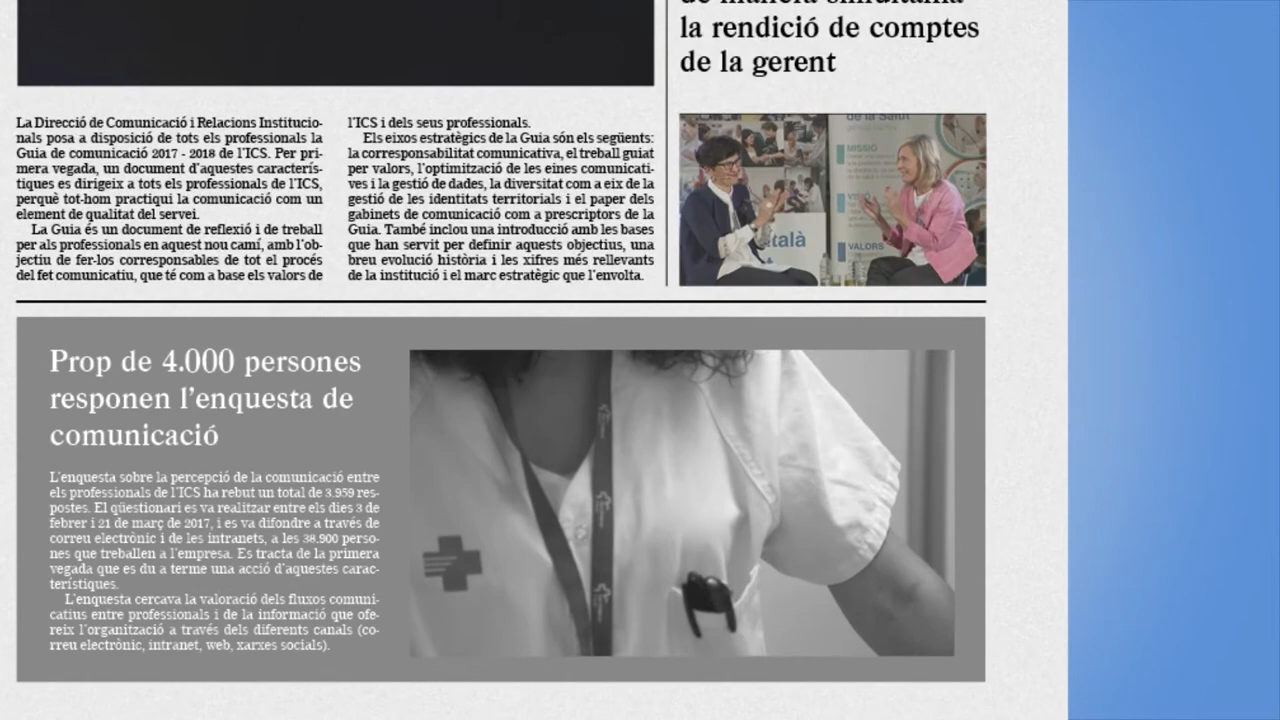 la rendició de comptes
de la gerent
La Direcció de Comunicació i Relacions Institucio-
nals posa a disposició de tots els professionals la
Guia de comunicació 2017 - 2018 de l'ICS. Per pri-
mera vegada, un document d'aquestes caracterís-
tiques es dirigeix a tots els professionals de l'ICS,
perquè tot-hom practiqui la comunicació com un
element de qualitat del servei.
La Guia és un document de reflexió i de treball
per als professionals en aquest nou camí, amb l'ob-
jectiu de fer-los corresponsables de tot el procés
del fet comunicatiu, que té com a base els valors de
l'ICS i dels seus professionals.
Els eixos estratègics de la Guia són els següents:
la corresponsabilitat comunicativa, el treball guiat
per valors, l'optimització de les eines comunicati-
ves i la gestió de dades, la diversitat com a eix de la
gestió de les identitats territorials i el paper dels
gabinets de comunicació com a prescriptors de la
Guia. També inclou una introducció amb les bases
que han servit per definir aquests objectius, una
breu evolució història i les xifres més rellevants
de la institució i el marc estratègic que l'envolta.
de la Salut
MISSIÓ
VALORS
Prop de 4.000 persones
responen l'enquesta de
comunicació
L'enquesta sobre la percepció de la comunicació entre
els professionals de l'ICS ha rebut un total de 3.959 res-
postes. El qüestionari es va realitzar entre els dies 3 de
febrer i 21 de març de 2017, i es va difondre a través de
correu electrònic i de les intranets, a les 38.900 perso-
nes que treballen a l'empresa. Es tracta de la primera
vegada que es du a terme una acció d'aquestes carac-
terístiques.
L'enquesta cercava la valoració dels fluxos comuni-
catius entre professionals i de la informació que ofe-
reix l'organització a través dels diferents canals (co-
rreu electrònic, intranet, web, xarxes socials).